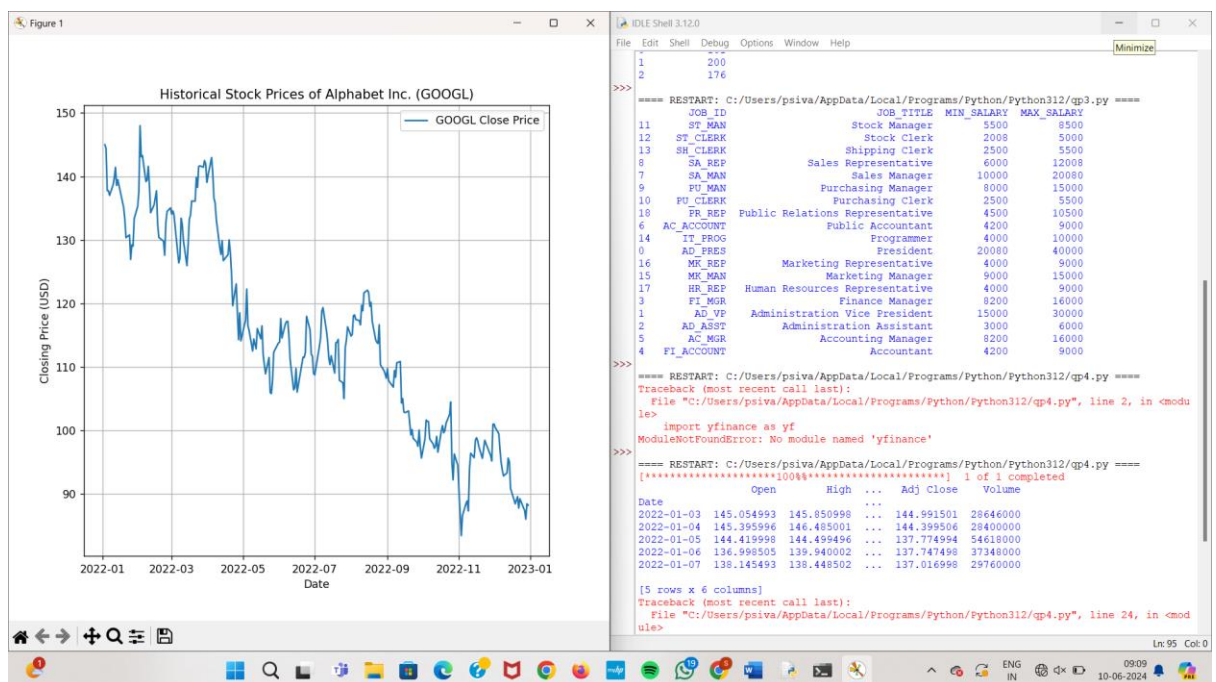 Figure 1
Historical Stock Prices of Alphabet Inc. (GOOGL)
GOOGL Close Price
150
140
130
120
110
100
90
Closing Price (USD)
2022-01 2022-03 2022-05 2022-07 2022-09 2022-11 2023-01
Date
IDLE Shell 3.12.0
File Edit Shell Debug Options Window Help
Minimize
1 200
2 176
>>>
==== RESTART: C:/Users/psiva/AppData/Local/Programs/Python/Python312/qp3.py ====
JOB_ID JOB_TITLE MIN_SALARY MAX_SALARY
11 ST_MAN Stock Manager 5500 8500
12 ST_CLERK Stock Clerk 2008 5000
13 SH_CLERK Shipping Clerk 2500 5500
8 SA_REP Sales Representative 6000 12008
7 SA_MAN Sales Manager 10000 20080
9 PU_MAN Purchasing Manager 8000 15000
10 PU_CLERK Purchasing Clerk 2500 5500
18 PR_REP Public Relations Representative 4500 10500
6 AC_ACCOUNT Public Accountant 4200 9000
14 IT_PROG Programmer 4000 10000
0 AD_PRES President 20080 40000
16 MK_REP Marketing Representative 4000 9000
15 MK_MAN Marketing Manager 9000 15000
17 HR_REP Human Resources Representative 4000 9000
3 FI_MGR Finance Manager 8200 16000
1 AD_VP Administration Vice President 15000 30000
2 AD_ASST Administration Assistant 3000 6000
5 AC_MGR Accounting Manager 8200 16000
4 FI_ACCOUNT Accountant 4200 9000
>>>
==== RESTART: C:/Users/psiva/AppData/Local/Programs/Python/Python312/qp4.py ====
Traceback (most recent call last):
File "C:/Users/psiva/AppData/Local/Programs/Python/Python312/qp4.py", line 2, in <modu
le>
import yfinance as yf
ModuleNotFoundError: No module named 'yfinance'
>>>
==== RESTART: C:/Users/psiva/AppData/Local/Programs/Python/Python312/qp4.py ====
[*********************100%%**********************] 1 of 1 completed
Open High ... Adj Close Volume
Date ...
2022-01-03 145.054993 145.850998 ... 144.991501 28646000
2022-01-04 145.395996 146.485001 ... 144.399506 28400000
2022-01-05 144.419998 144.499496 ... 137.774994 54618000
2022-01-06 136.998505 139.940002 ... 137.747498 37348000
2022-01-07 138.145493 138.448502 ... 137.016998 29760000
[5 rows x 6 columns]
Traceback (most recent call last):
File "C:/Users/psiva/AppData/Local/Programs/Python/Python312/qp4.py", line 24, in <mod
ule>
Ln: 95 Col: 0
ENG
IN
09:09
10-06-2024